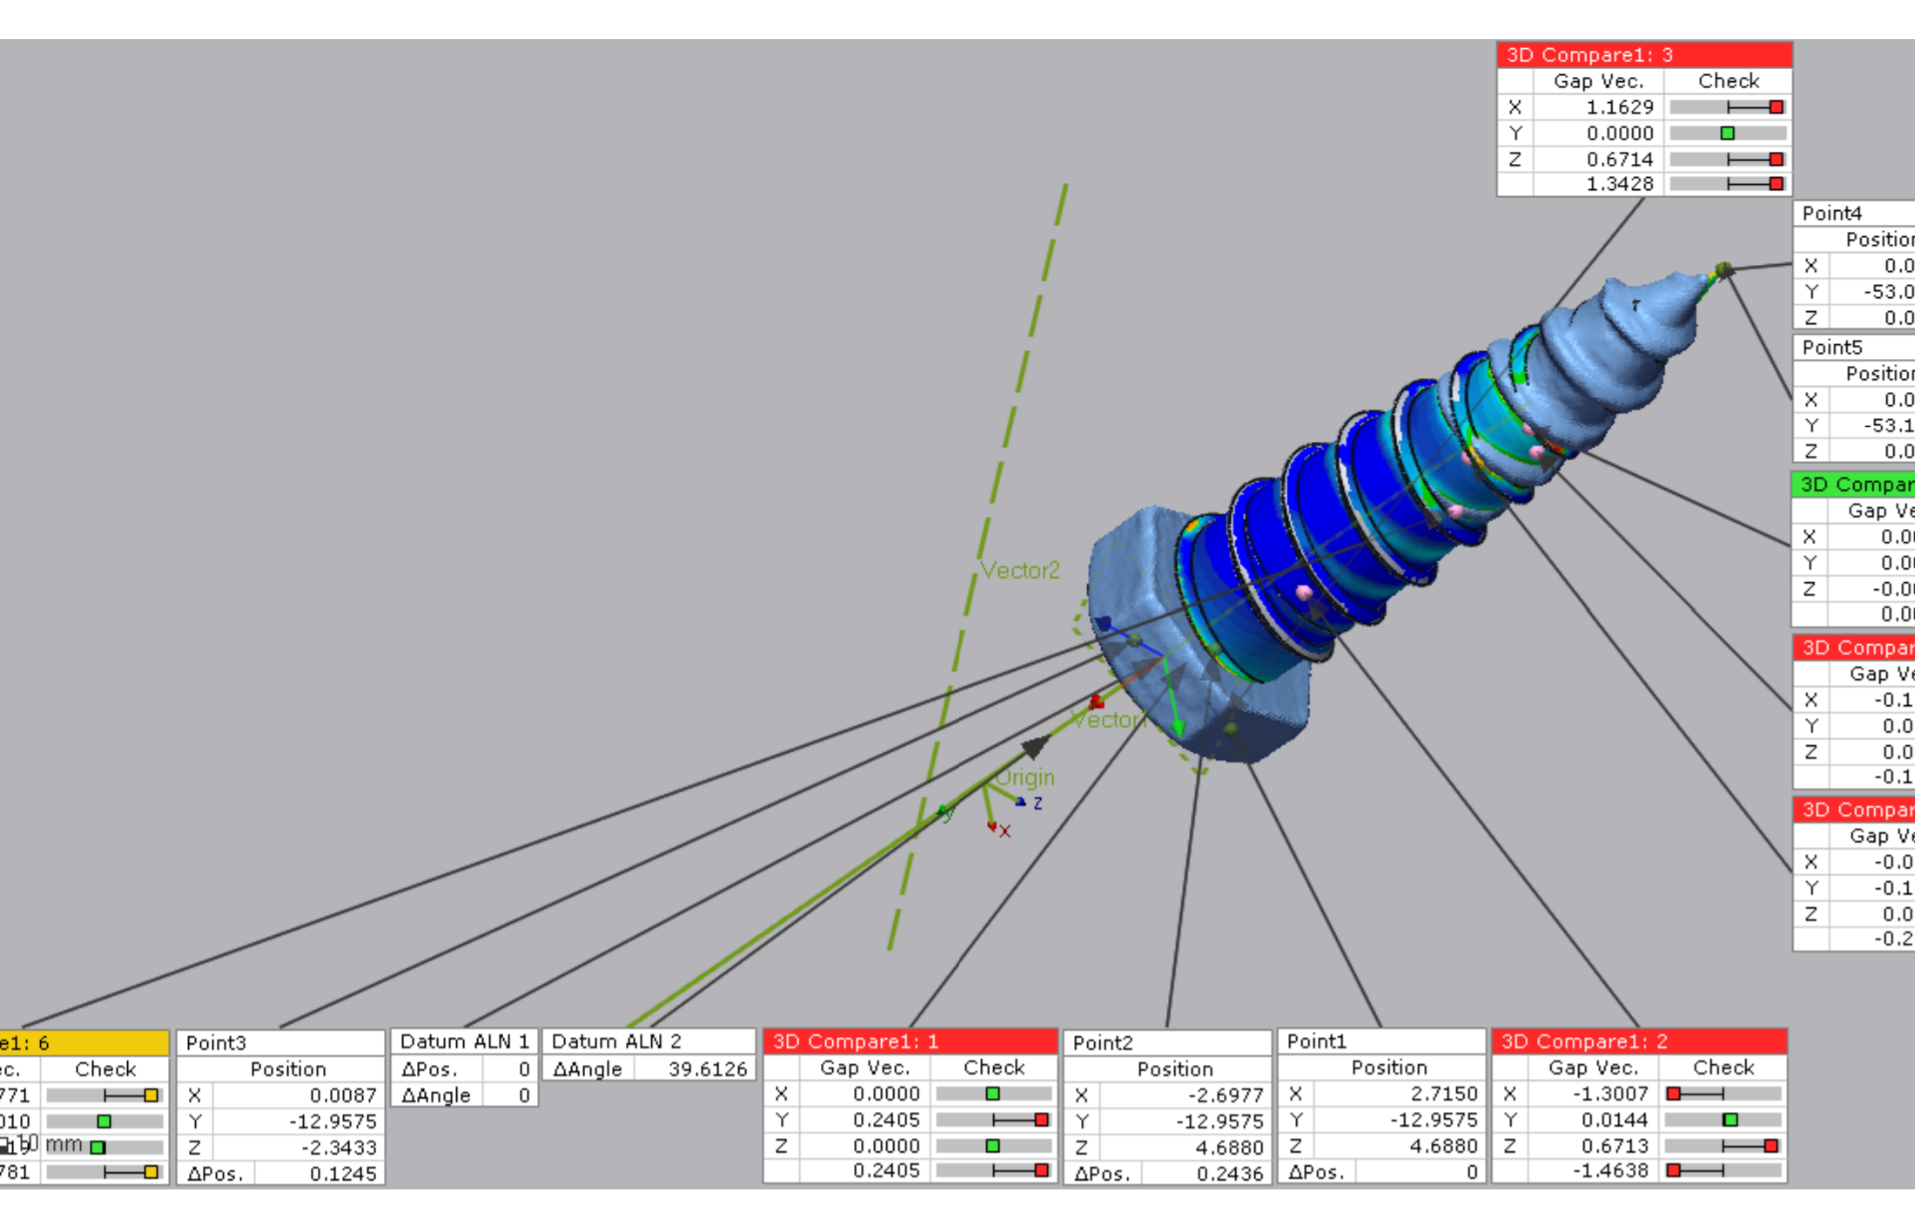 3D Compare1: 3
Gap Vec. Check
X 1.1629
Y 0.0000
Z 0.6714
1.3428
Point4
Position
X 0.0
Y -53.0
Z 0.0
Point5
Position
X 0.0
Y -53.1
Z 0.0
3D Compar
Gap Ve
X 0.0
Y 0.0
Z -0.0
0.0
3D Compar
Gap Ve
X -0.1
Y 0.0
Z 0.0
-0.1
3D Compar
Gap Ve
X -0.0
Y -0.1
Z 0.0
-0.2
Vector2
Vector1
Origin
z
y
x
e1: 6
ec. Check
771
010
10 mm
781
Point3
Position
X 0.0087
Y -12.9575
Z -2.3433
ΔPos. 0.1245
Datum ALN 1
ΔPos. 0
ΔAngle 0
Datum ALN 2
ΔAngle 39.6126
3D Compare1: 1
Gap Vec. Check
X 0.0000
Y 0.2405
Z 0.0000
0.2405
Point2
Position
X -2.6977
Y -12.9575
Z 4.6880
ΔPos. 0.2436
Point1
Position
X 2.7150
Y -12.9575
Z 4.6880
ΔPos. 0
3D Compare1: 2
Gap Vec. Check
X -1.3007
Y 0.0144
Z 0.6713
-1.4638